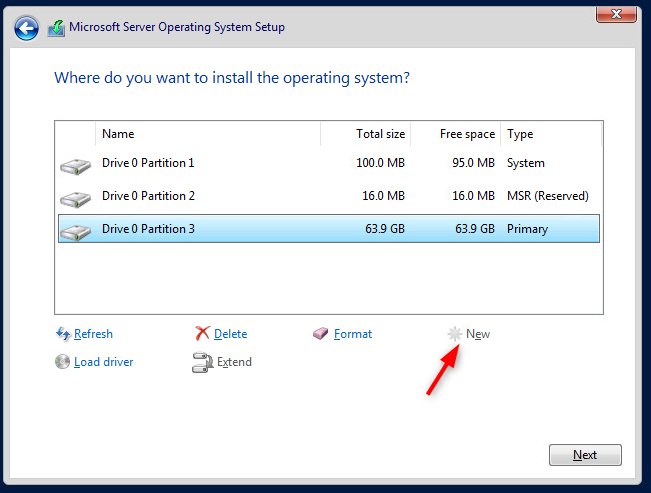 Microsoft Server Operating System Setup
Where do you want to install the operating system?
Name Total size Free space Type
Drive 0 Partition 1 100.0 MB 95.0 MB System
Drive 0 Partition 2 16.0 MB 16.0 MB MSR (Reserved)
Drive 0 Partition 3 63.9 GB 63.9 GB Primary
Refresh Delete Format New
Load driver Extend
Next